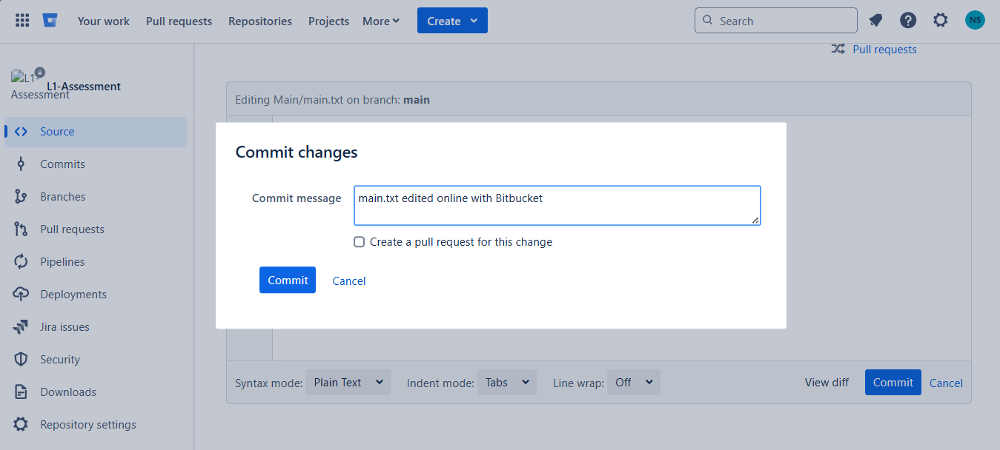 Your work Pull requests Repositories Projects More Create Search NS
Pull requests
L1-
Assessment
L1-Assessment
Editing Main/main.txt on branch: main
Source
Commits
Branches
Pull requests
Pipelines
Deployments
Jira issues
Security
Downloads
Repository settings
Commit changes
Commit message main.txt edited online with Bitbucket
Create a pull request for this change
Commit Cancel
Syntax mode: Plain Text Indent mode: Tabs Line wrap: Off View diff Commit Cancel